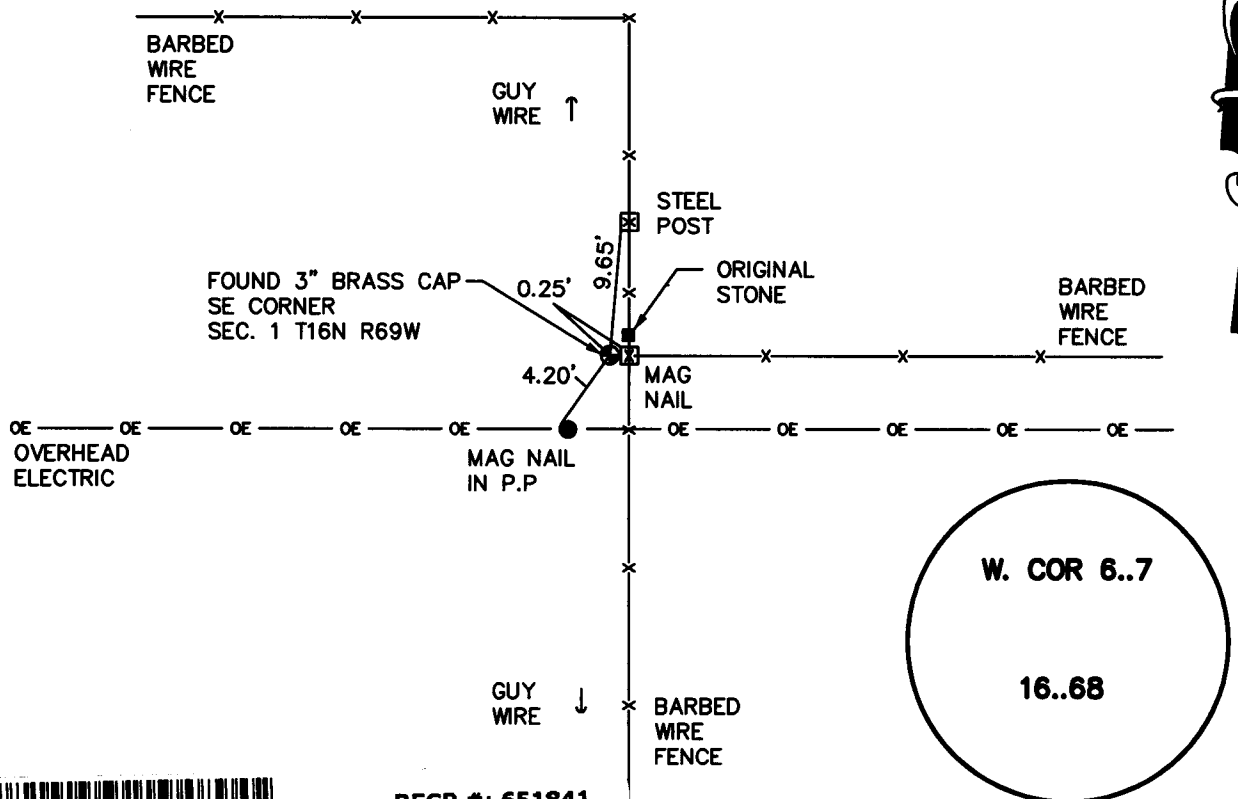 BARBED
WIRE
FENCE
GUY
WIRE
STEEL
POST
9.65'
ORIGINAL
STONE
FOUND 3" BRASS CAP
SE CORNER
SEC. 1 T16N R69W
0.25'
BARBED
WIRE
FENCE
4.20'
MAG
NAIL
OE OE OE OE OE OE OE OE OE OE
OVERHEAD
ELECTRIC
MAG NAIL
IN P.P
W. COR 6..7
16..68
GUY
WIRE
BARBED
WIRE
FENCE
RECP #: 651841